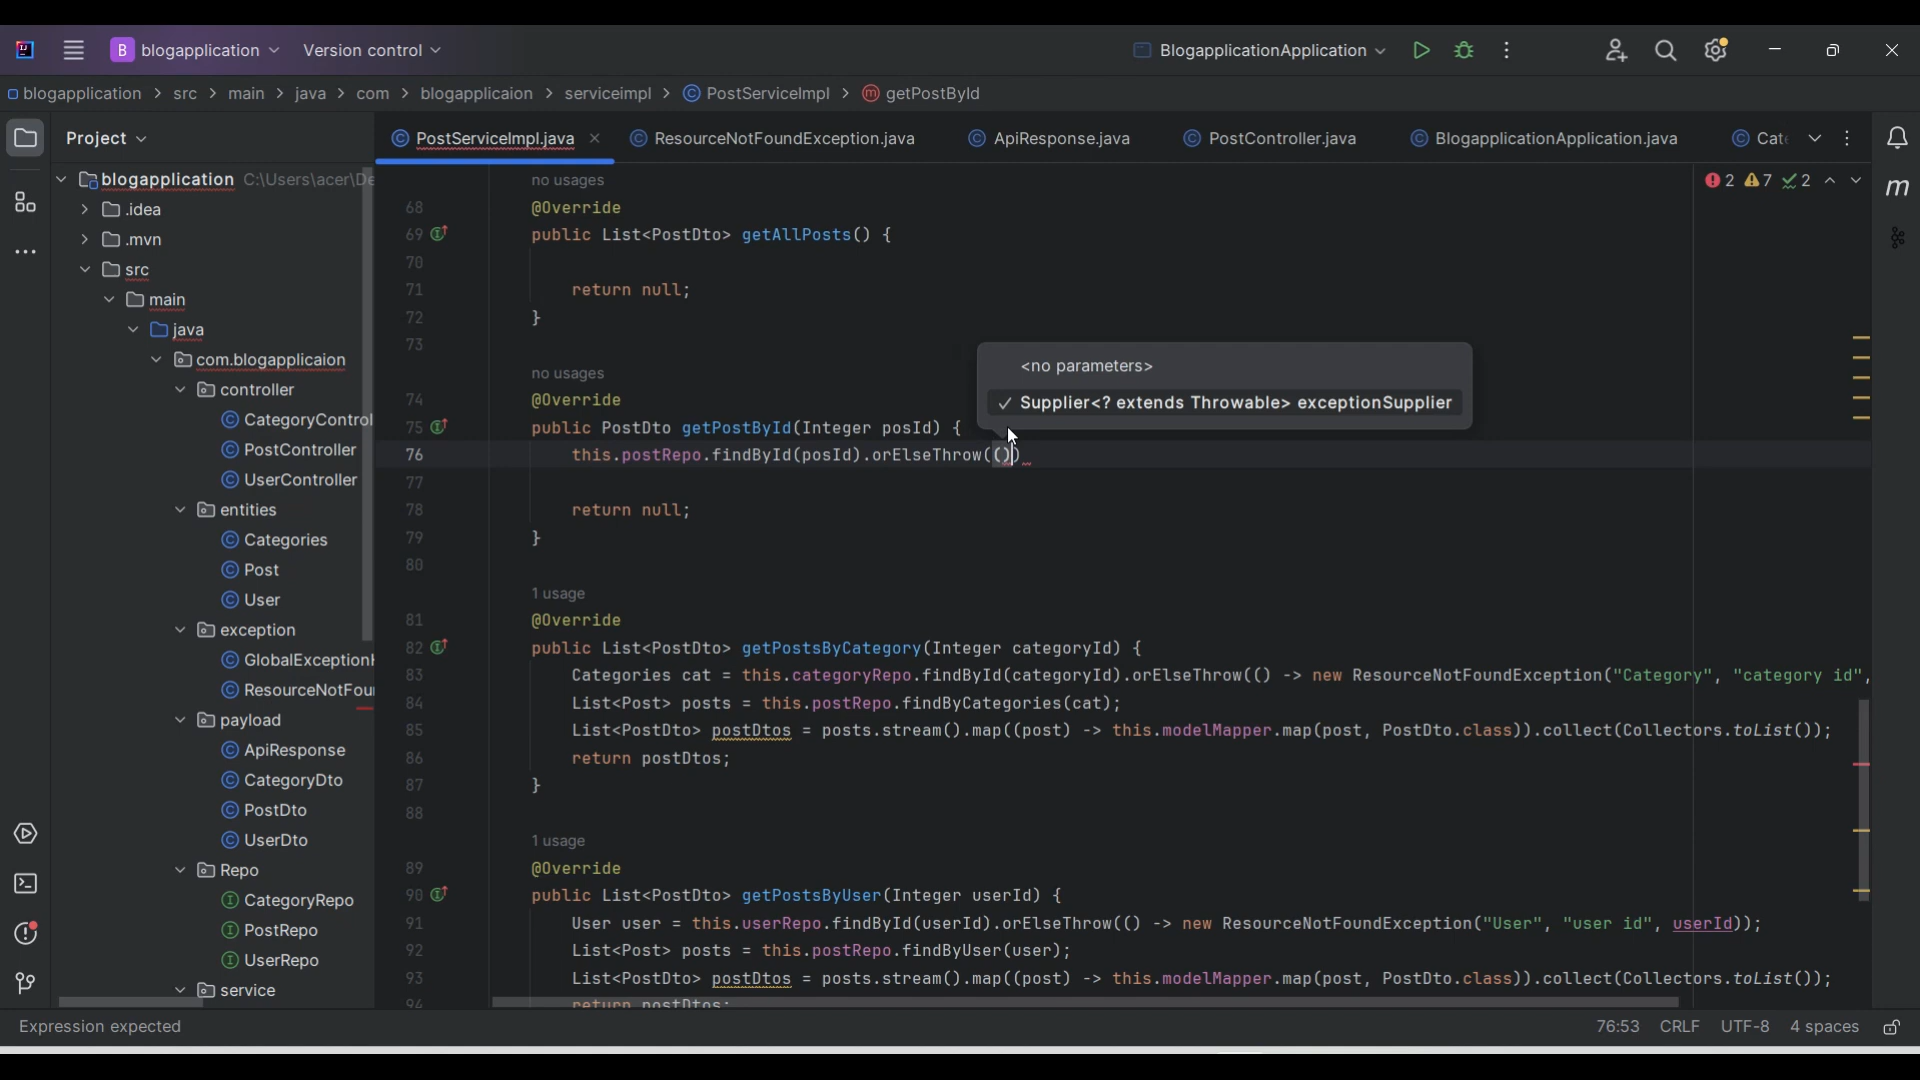 B blogapplication Version control BlogapplicationApplication
blogapplication > src > main > java > com > blogapplicaion > serviceimpl > PostServiceImpl > getPostById
Project PostServiceImpl.java ResourceNotFoundException.java ApiResponse.java PostController.java BlogapplicationApplication.java Cat
blogapplication C:\Users\acer\De
.idea
.mvn
src
main
java
com.blogapplicaion
controller
CategoryControl
PostController
UserController
entities
Categories
Post
User
exception
GlobalException
ResourceNotFou
payload
ApiResponse
CategoryDto
PostDto
UserDto
Repo
CategoryRepo
PostRepo
UserRepo
service
2 7 2
no usages
68 @Override
69 public List<PostDto> getAllPosts() {
70
71 return null;
72 }
73
<no parameters>
Supplier<? extends Throwable> exceptionSupplier
no usages
74 @Override
75 public PostDto getPostById(Integer posId) {
76 this.postRepo.findById(posId).orElseThrow(())
77
78 return null;
79 }
80
1 usage
81 @Override
82 public List<PostDto> getPostsByCategory(Integer categoryId) {
83 Categories cat = this.categoryRepo.findById(categoryId).orElseThrow(() -> new ResourceNotFoundException("Category", "category id",
84 List<Post> posts = this.postRepo.findByCategories(cat);
85 List<PostDto> postDtos = posts.stream().map((post) -> this.modelMapper.map(post, PostDto.class)).collect(Collectors.toList());
86 return postDtos;
87 }
88
1 usage
89 @Override
90 public List<PostDto> getPostsByUser(Integer userId) {
91 User user = this.userRepo.findById(userId).orElseThrow(() -> new ResourceNotFoundException("User", "user id", userId));
92 List<Post> posts = this.postRepo.findByUser(user);
93 List<PostDto> postDtos = posts.stream().map((post) -> this.modelMapper.map(post, PostDto.class)).collect(Collectors.toList());
94 return postDtos;
Expression expected 76:53 CRLF UTF-8 4 spaces